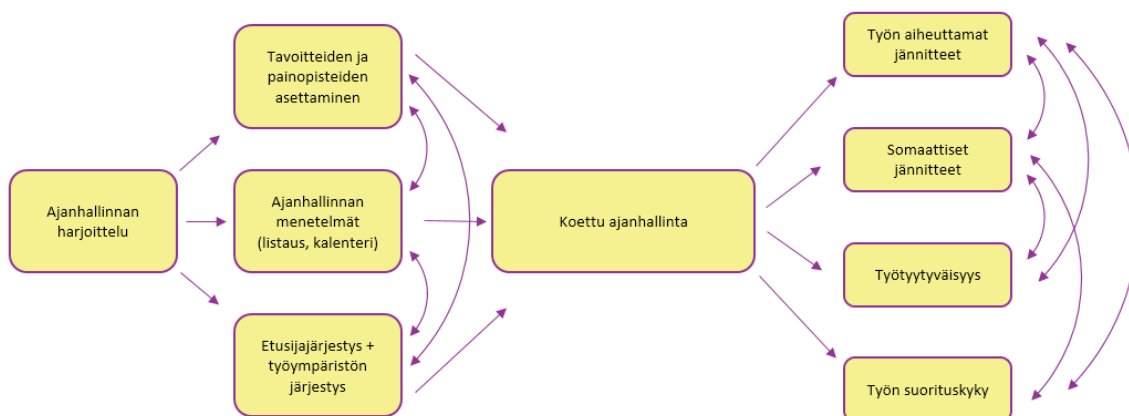 Ajanhallinnan
harjoittelu
Tavoitteiden ja
painopisteiden
asettaminen
Ajanhallinnan
menetelmät
(listaus, kalenteri)
Etusijajärjestys +
työympäristön
järjestys
Koettu ajanhallinta
Työn aiheuttamat
jännitteet
Somaattiset
jännitteet
Työtyytyväisyys
Työn suorituskyky